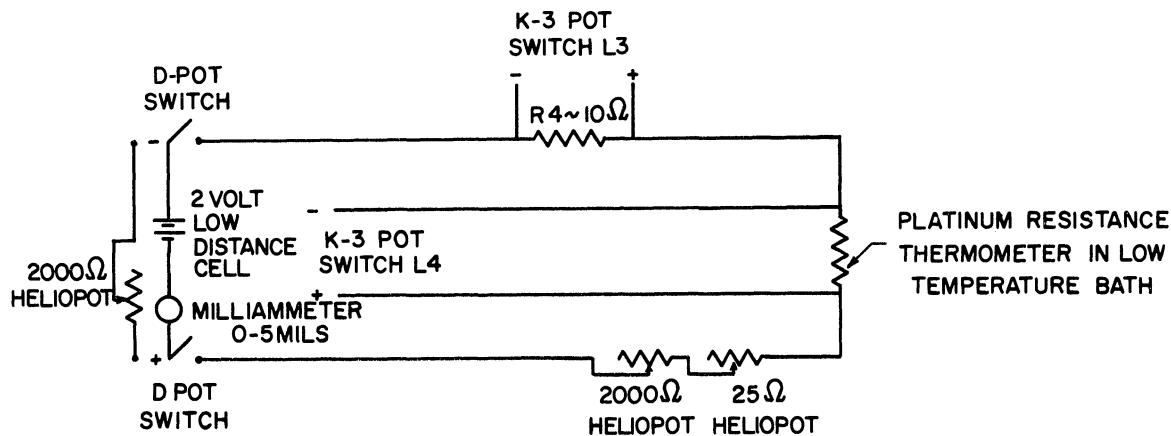 K-3 POT
SWITCH L3
- +
D-POT
SWITCH
R4~10Ω
-
2 VOLT
LOW
DISTANCE
CELL
-
K-3 POT
SWITCH L4
+
PLATINUM RESISTANCE
THERMOMETER IN LOW
TEMPERATURE BATH
2000Ω
HELIOPOT
MILLIAMMETER
0-5MILS
+
D POT
SWITCH
2000Ω
HELIOPOT
25Ω
HELIOPOT